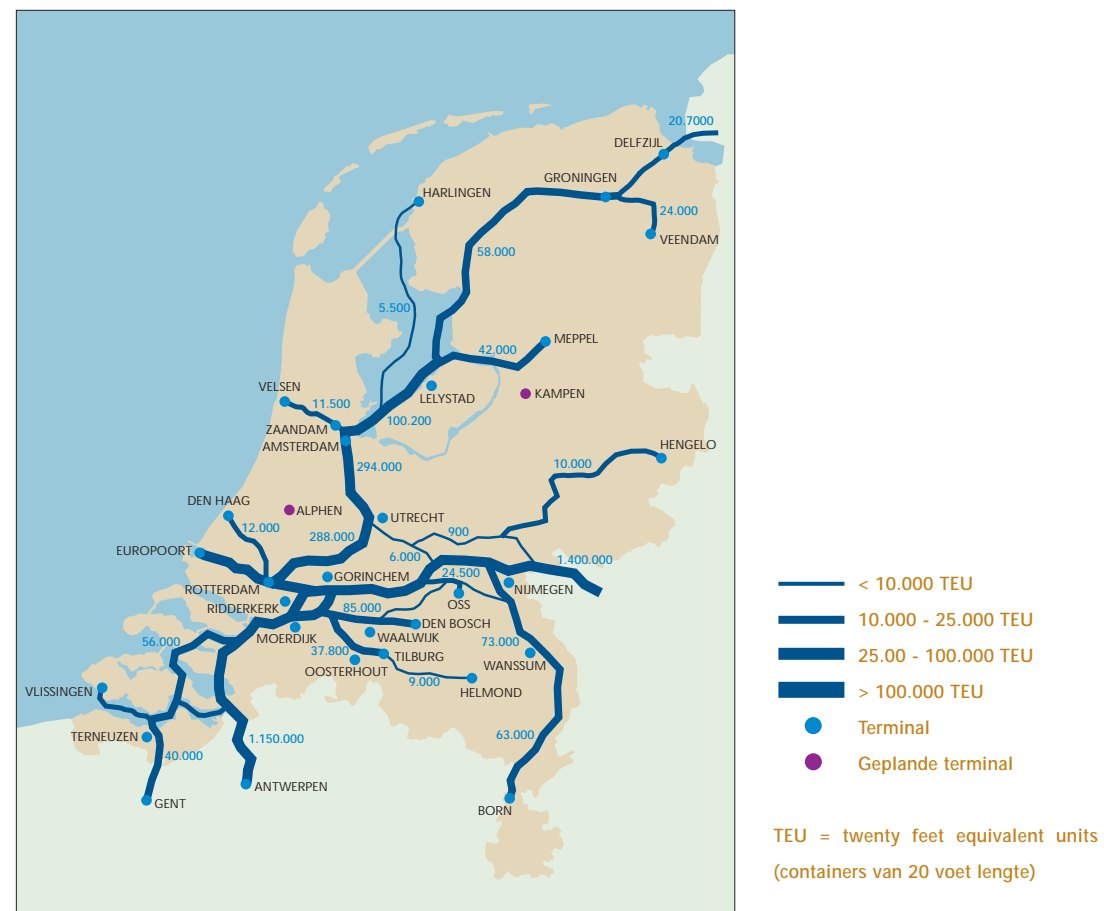 20.7000
DELFZIJL
GRONINGEN
HARLINGEN
24.000
VEENDAM
58.000
5.500
MEPPEL
42.000
VELSEN
KAMPEN
LELYSTAD
11.500
100.200
ZAANDAM
AMSTERDAM
HENGELO
294.000
10.000
DEN HAAG
ALPHEN
UTRECHT
12.000
288.000
900
EUROPOORT
6.000
1.400.000
24.500
GORINCHEM
ROTTERDAM
NIJMEGEN
RIDDERKERK
85.000
OSS
DEN BOSCH
MOERDIJK
WAALWIJK
56.000
73.000
37.800
TILBURG
WANSSUM
OOSTERHOUT
9.000
VLISSINGEN
HELMOND
TERNEUZEN
1.150.000
63.000
40.000
ANTWERPEN
GENT
BORN
< 10.000 TEU
10.000 - 25.000 TEU
25.00 - 100.000 TEU
> 100.000 TEU
Terminal
Geplande terminal
TEU = twenty feet equivalent units
(containers van 20 voet lengte)